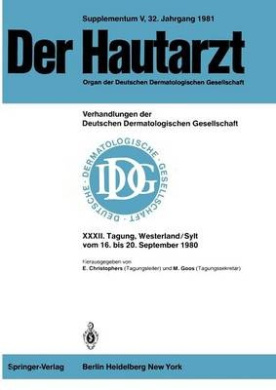 Supplementum V, 32. Jahrgang 1981
Der Hautarzt
Organ der Deutschen Dermatologischen Gesellschaft
Verhandlungen der
Deutschen Dermatologischen Gesellschaft
DEUTSCHE · DERMATOLOGISCHE · GESELLSCHAFT ·
DDG
XXXII. Tagung, Westerland/Sylt
vom 16. bis 20. September 1980
Herausgegeben von
E. Christophers (Tagungsleiter) und M. Goos (Tagungssekretär)
Springer-Verlag Berlin Heidelberg New York